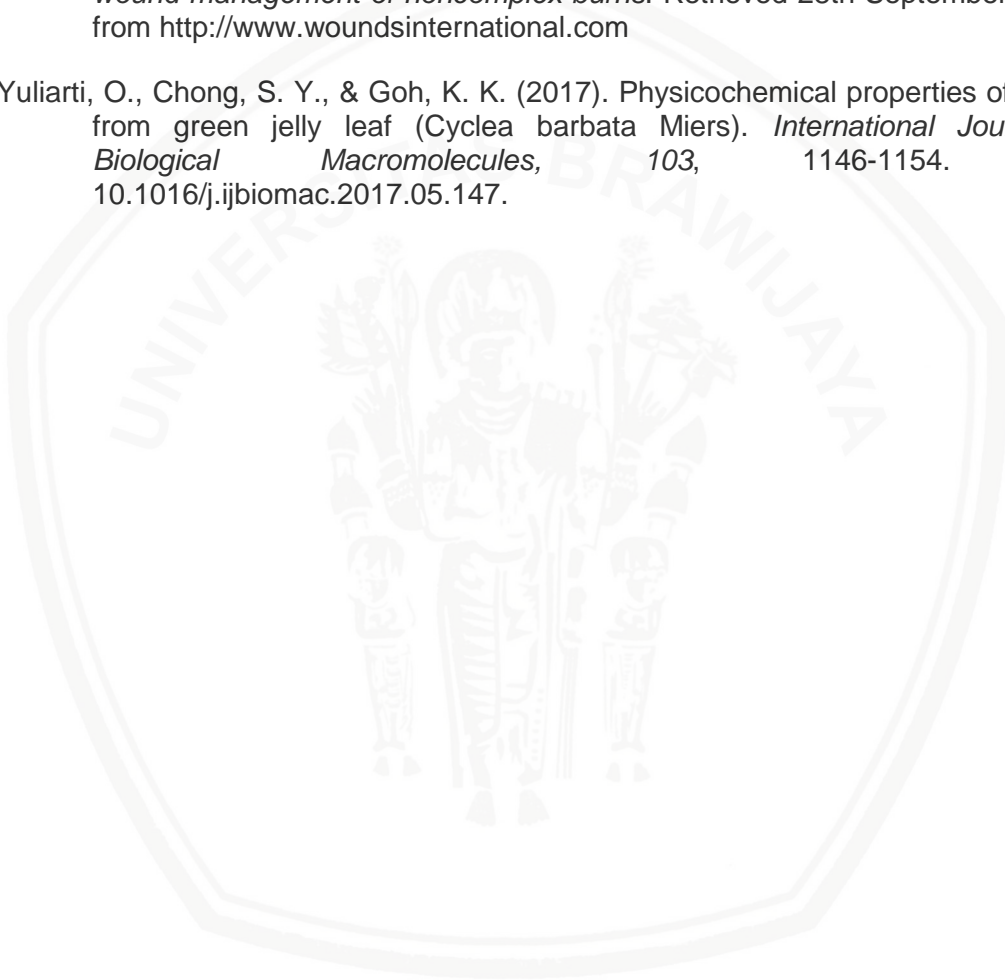 wound management of noncomplex burns. Retrieved 28th September
from http://www.woundsinternational.com
Yuliarti, O., Chong, S. Y., & Goh, K. K. (2017). Physicochemical properties of
from green jelly leaf (Cyclea barbata Miers). International Jou
Biological Macromolecules, 103, 1146-1154.
10.1016/j.ijbiomac.2017.05.147.
UNIVERSITAS BRAWIJAYA